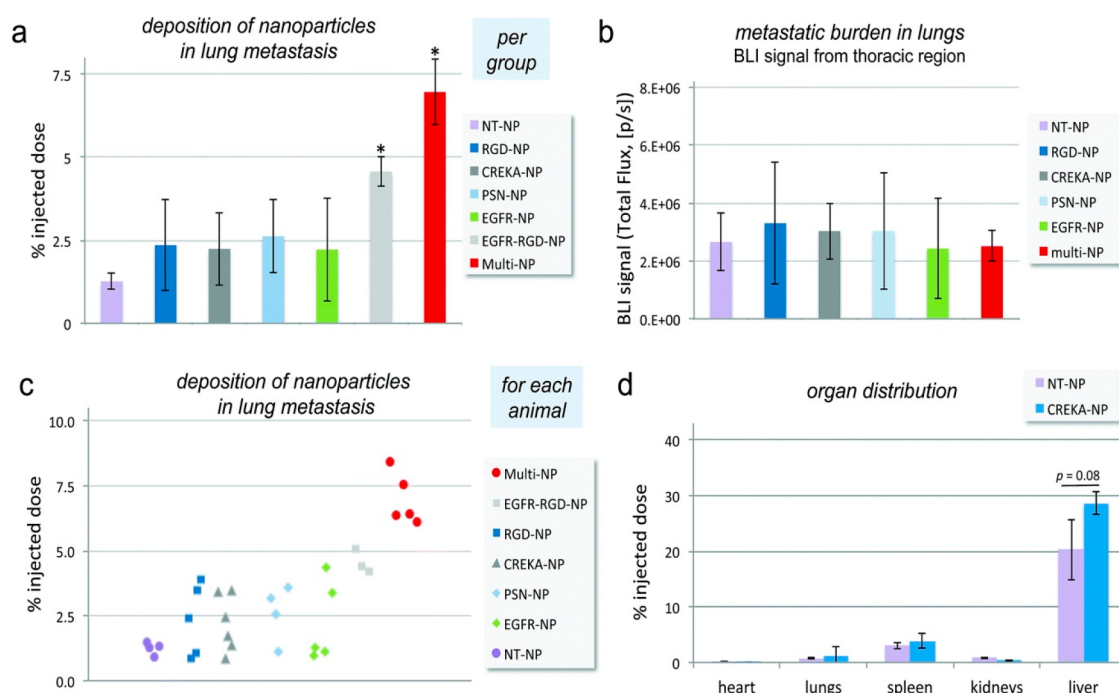 a
deposition of nanoparticles
in lung metastasis
per
group
% injected dose
7.5
5
2.5
0
*
*
NT-NP
RGD-NP
CREKA-NP
PSN-NP
EGFR-NP
EGFR-RGD-NP
Multi-NP
b
metastatic burden in lungs
BLI signal from thoracic region
BLI signal (Total Flux, [p/s])
8.E+06
6.E+06
4.E+06
2.E+06
0.E+00
NT-NP
RGD-NP
CREKA-NP
PSN-NP
EGFR-NP
multi-NP
c
deposition of nanoparticles
in lung metastasis
for each
animal
% injected dose
10.0
7.5
5.0
2.5
0.0
Multi-NP
EGFR-RGD-NP
RGD-NP
CREKA-NP
PSN-NP
EGFR-NP
NT-NP
d
organ distribution
NT-NP
CREKA-NP
% injected dose
40
30
20
10
0
p = 0.08
heart lungs spleen kidneys liver